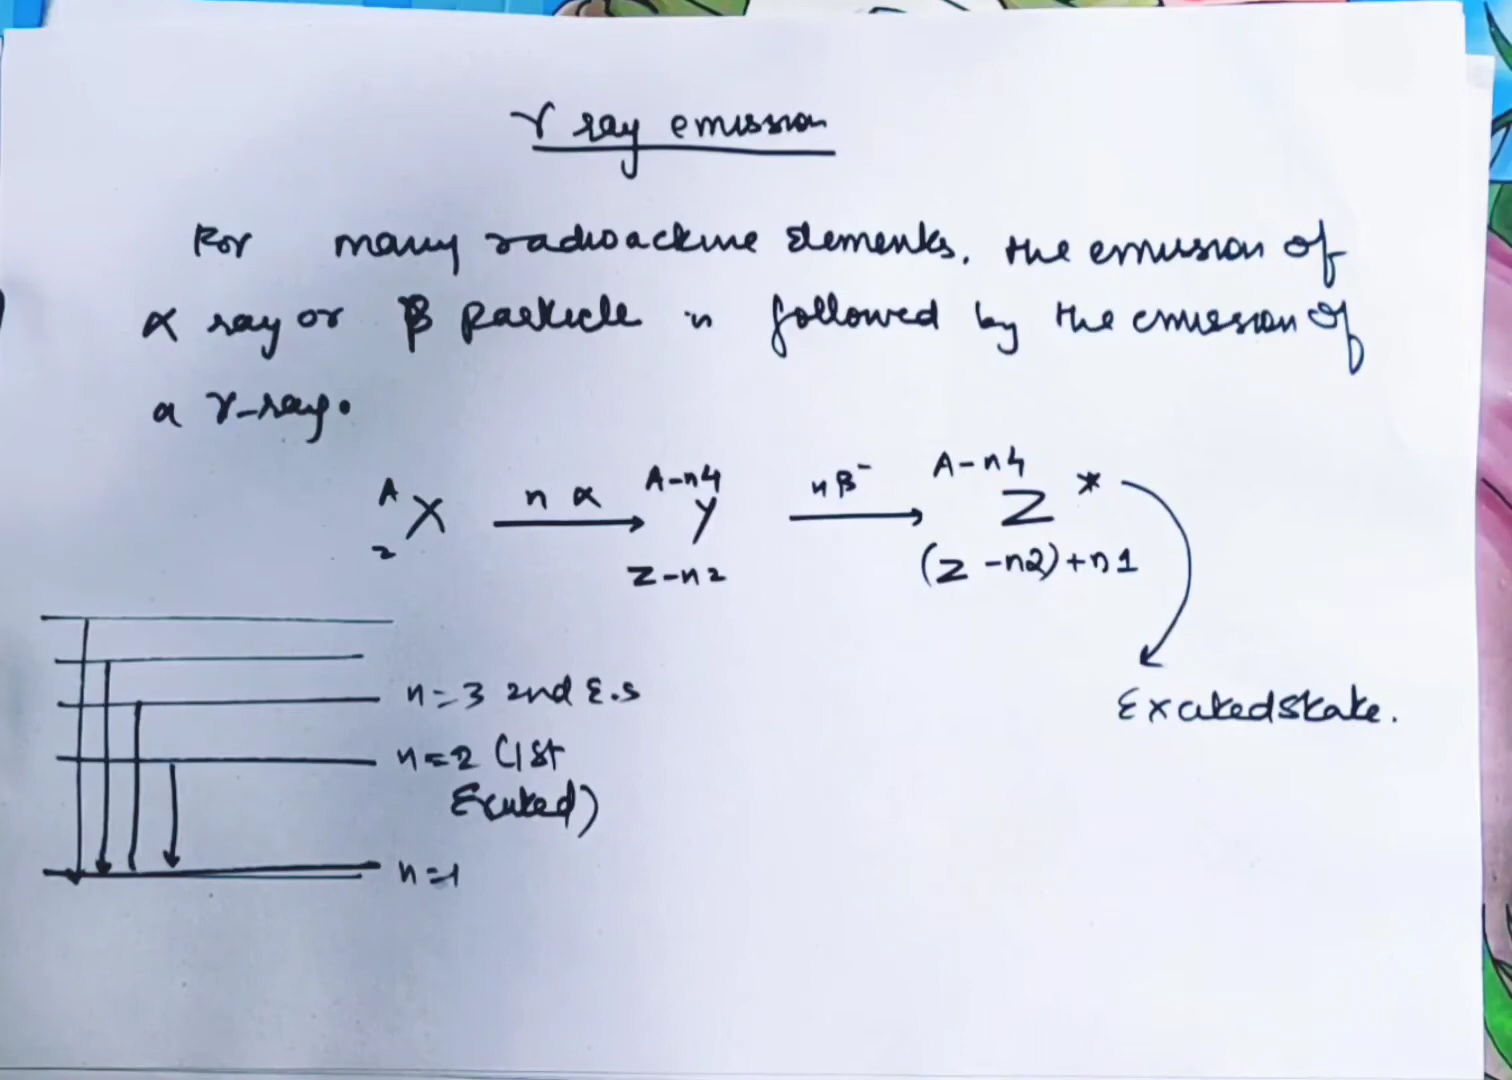 γ ray emission
For many radioactive elements, the emission of
α ray or β particle is followed by the emission of
a γ-ray.
A X z n α → A-n4 Y Z-n2 nβ⁻ → A-n4 Z * (Z-n2)+n1
Excited state.
n=3 2nd E.S
n=2 (1st
Excited)
n=1